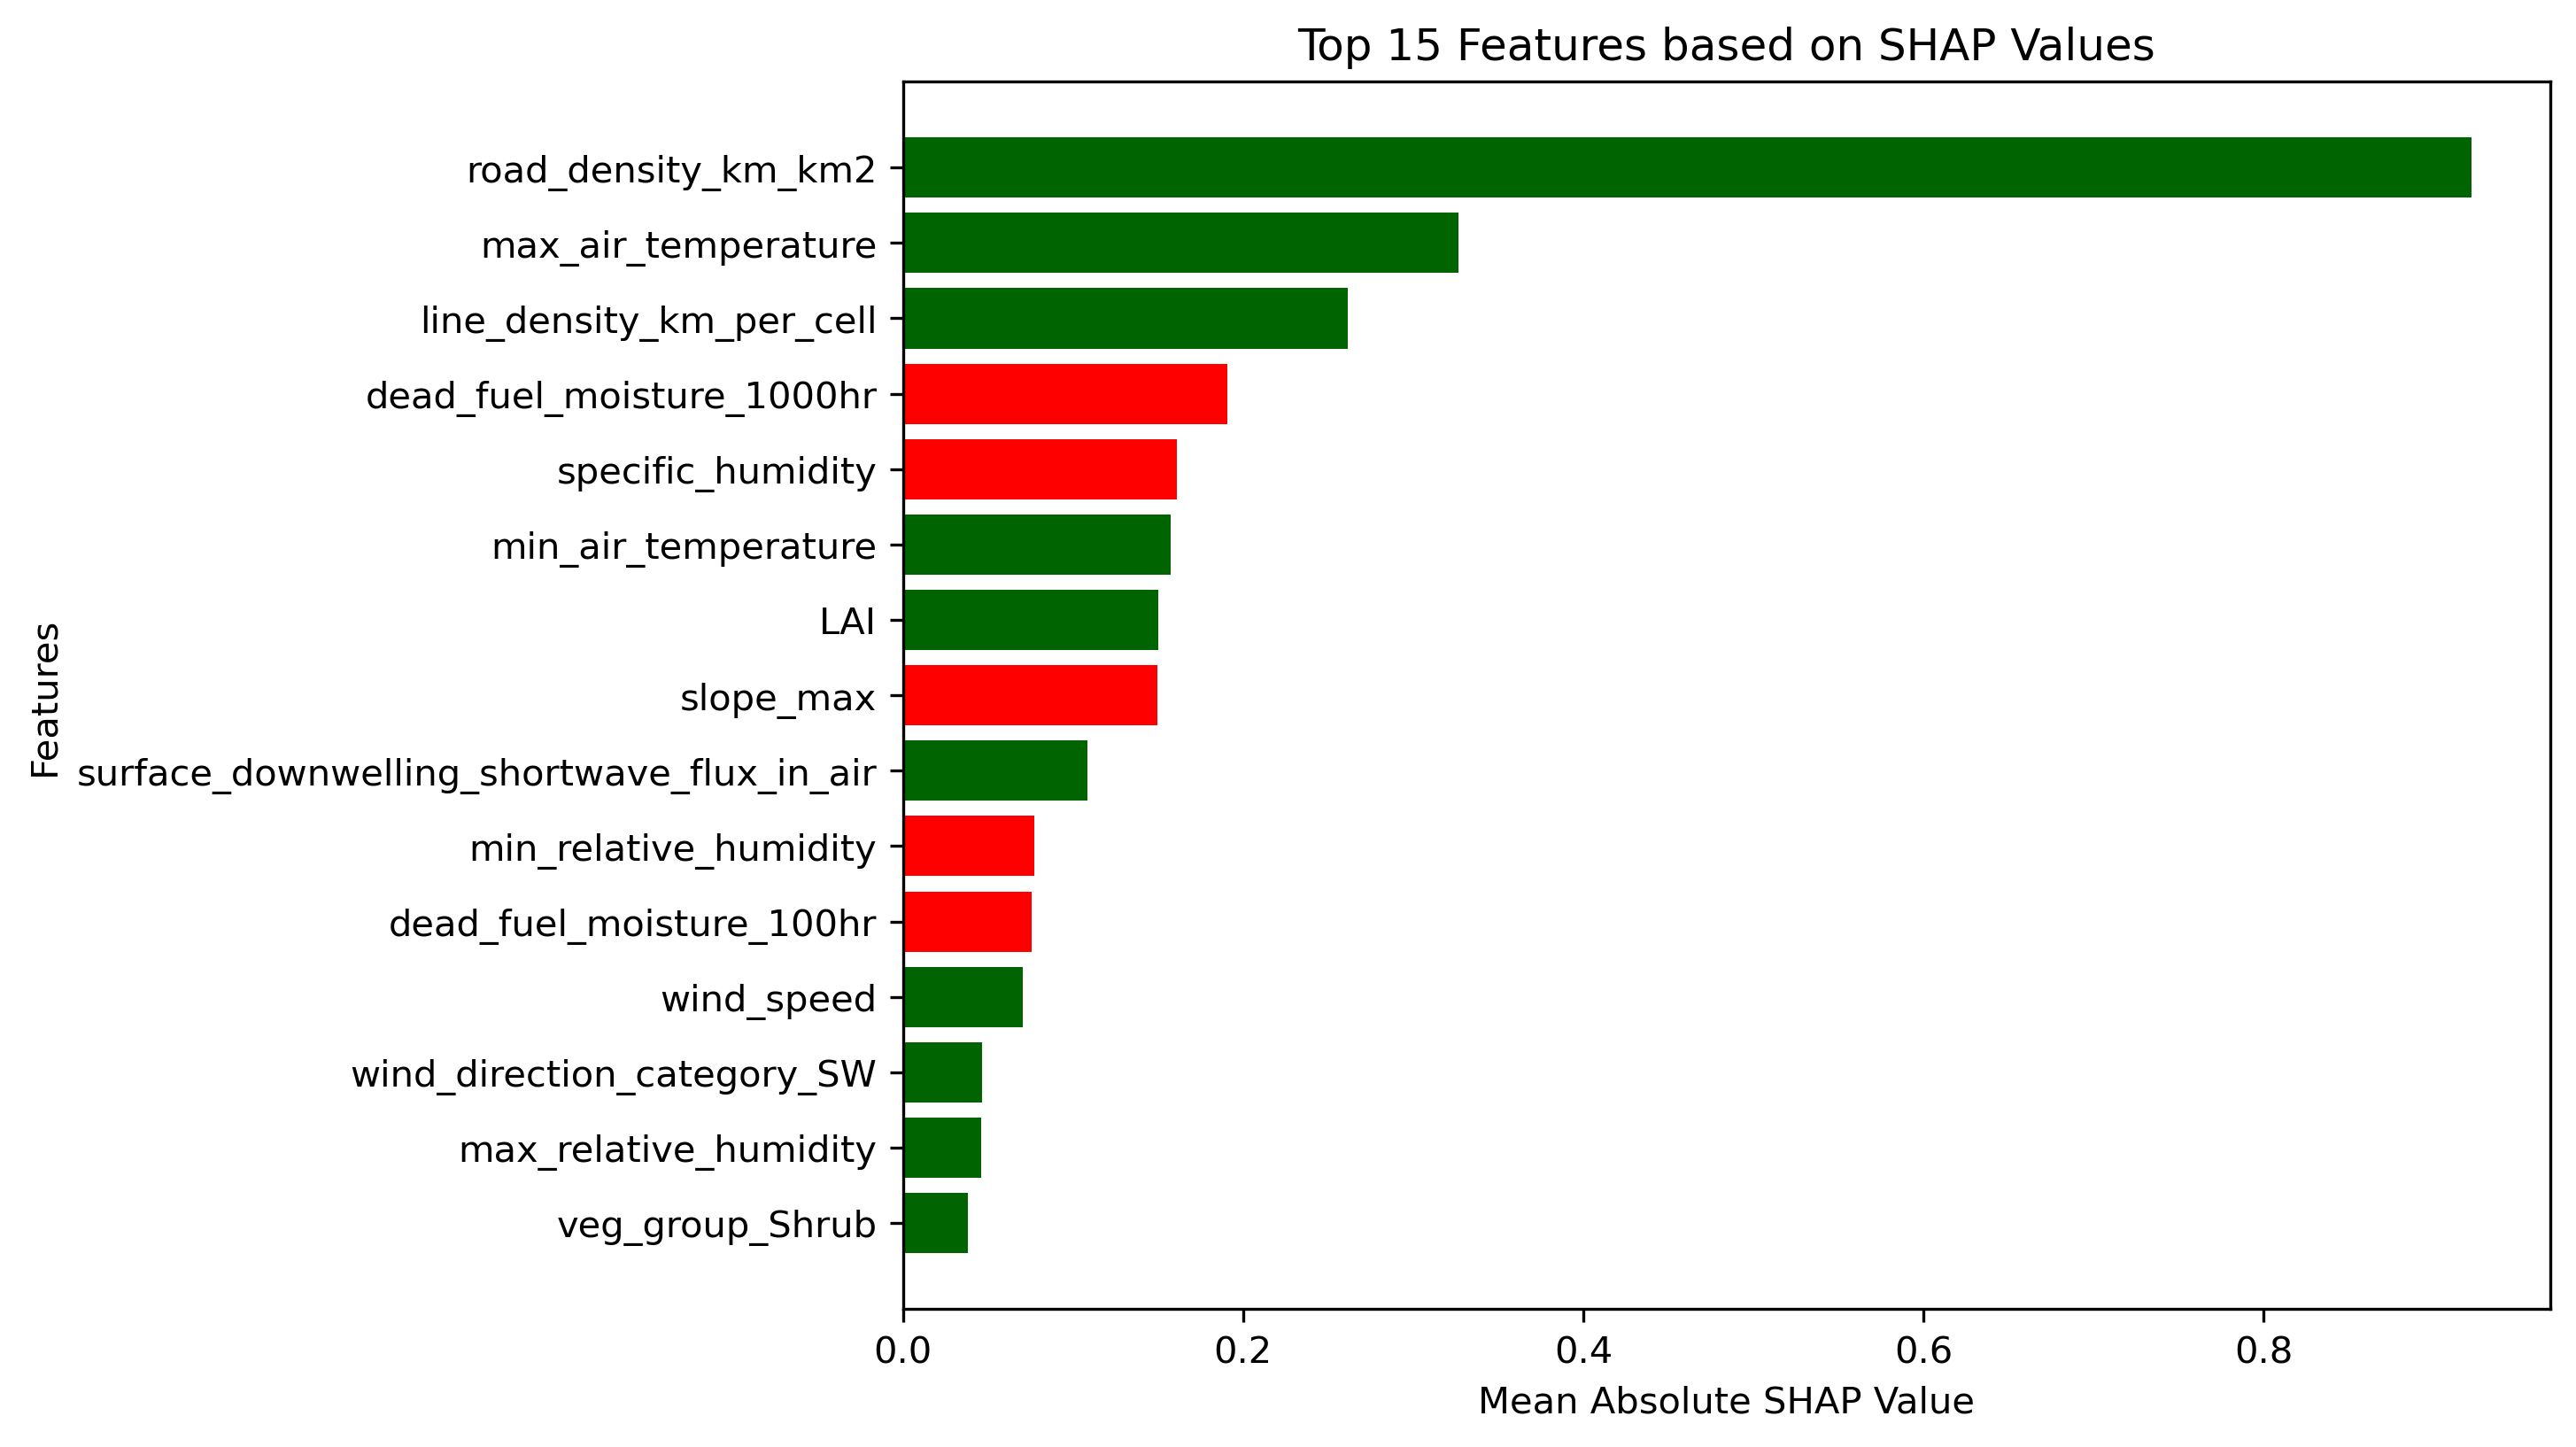 Top 15 Features based on SHAP Values
Features
road_density_km_km2
max_air_temperature
line_density_km_per_cell
dead_fuel_moisture_1000hr
specific_humidity
min_air_temperature
LAI
slope_max
surface_downwelling_shortwave_flux_in_air
min_relative_humidity
dead_fuel_moisture_100hr
wind_speed
wind_direction_category_SW
max_relative_humidity
veg_group_Shrub
0.0 0.2 0.4 0.6 0.8
Mean Absolute SHAP Value